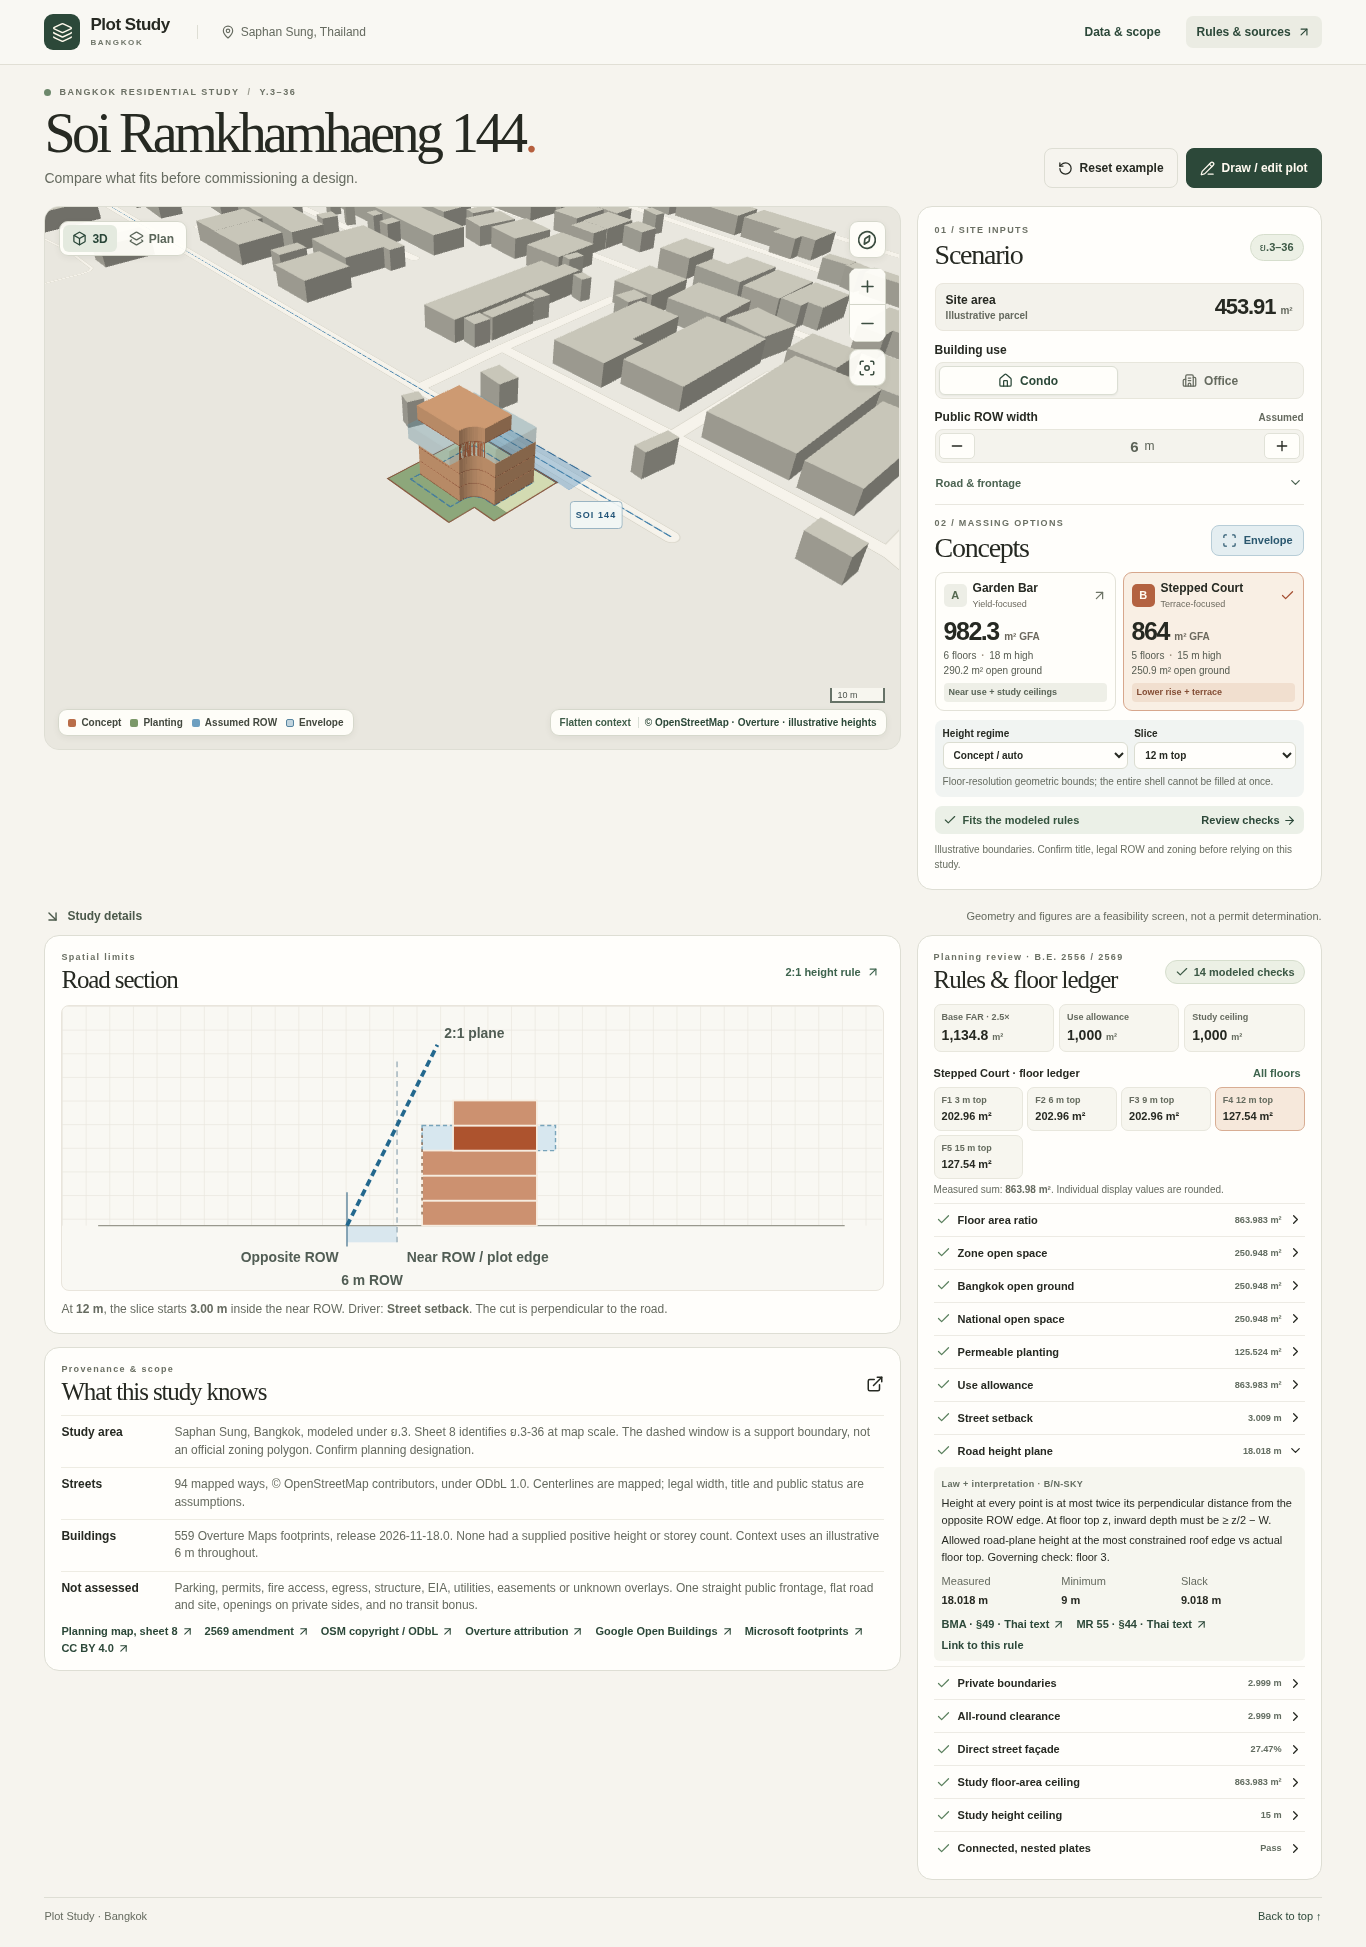 Plot Study
BANGKOK
Saphan Sung, Thailand
Data & scope
Rules & sources
BANGKOK RESIDENTIAL STUDY / Y.3–36
Soi Ramkhamhaeng 144.
Compare what fits before commissioning a design.
Reset example
Draw / edit plot
3D
Plan
SOI 144
10 m
Concept
Planting
Assumed ROW
Envelope
Flatten context
© OpenStreetMap · Overture · illustrative heights
01 / SITE INPUTS
Scenario
ย.3–36
Site area
Illustrative parcel
453.91 m²
Building use
Condo
Office
Public ROW width
Assumed
6 m
Road & frontage
02 / MASSING OPTIONS
Concepts
Envelope
A
Garden Bar
Yield-focused
982.3 m² GFA
6 floors · 18 m high
290.2 m² open ground
Near use + study ceilings
B
Stepped Court
Terrace-focused
864 m² GFA
5 floors · 15 m high
250.9 m² open ground
Lower rise + terrace
Height regime
Slice
Concept / auto
12 m top
Floor-resolution geometric bounds; the entire shell cannot be filled at once.
Fits the modeled rules
Review checks
Illustrative boundaries. Confirm title, legal ROW and zoning before relying on this
study.
Study details
Geometry and figures are a feasibility screen, not a permit determination.
Spatial limits
Road section
2:1 height rule
2:1 plane
Opposite ROW
Near ROW / plot edge
6 m ROW
At 12 m, the slice starts 3.00 m inside the near ROW. Driver: Street setback. The cut is perpendicular to the road.
Provenance & scope
What this study knows
Study area
Saphan Sung, Bangkok, modeled under ย.3. Sheet 8 identifies ย.3-36 at map scale. The dashed window is a support boundary, not
an official zoning polygon. Confirm planning designation.
Streets
94 mapped ways, © OpenStreetMap contributors, under ODbL 1.0. Centerlines are mapped; legal width, title and public status are
assumptions.
Buildings
559 Overture Maps footprints, release 2026-11-18.0. None had a supplied positive height or storey count. Context uses an illustrative
6 m throughout.
Not assessed
Parking, permits, fire access, egress, structure, EIA, utilities, easements or unknown overlays. One straight public frontage, flat road
and site, openings on private sides, and no transit bonus.
Planning map, sheet 8
2569 amendment
OSM copyright / ODbL
Overture attribution
Google Open Buildings
Microsoft footprints
CC BY 4.0
Planning review · B.E. 2556 / 2569
Rules & floor ledger
14 modeled checks
Base FAR · 2.5×
1,134.8 m²
Use allowance
1,000 m²
Study ceiling
1,000 m²
Stepped Court · floor ledger
All floors
F1 3 m top
202.96 m²
F2 6 m top
202.96 m²
F3 9 m top
202.96 m²
F4 12 m top
127.54 m²
F5 15 m top
127.54 m²
Measured sum: 863.98 m². Individual display values are rounded.
Floor area ratio 863.983 m²
Zone open space 250.948 m²
Bangkok open ground 250.948 m²
National open space 250.948 m²
Permeable planting 125.524 m²
Use allowance 863.983 m²
Street setback 3.009 m
Road height plane 18.018 m
Law + interpretation · B/N-SKY
Height at every point is at most twice its perpendicular distance from the
opposite ROW edge. At floor top z, inward depth must be ≥ z/2 − W.
Allowed road-plane height at the most constrained roof edge vs actual
floor top. Governing check: floor 3.
Measured
Minimum
Slack
18.018 m
9 m
9.018 m
BMA · §49 · Thai text
MR 55 · §44 · Thai text
Link to this rule
Private boundaries 2.999 m
All-round clearance 2.999 m
Direct street façade 27.47%
Study floor-area ceiling 863.983 m²
Study height ceiling 15 m
Connected, nested plates Pass
Plot Study · Bangkok
Back to top ↑